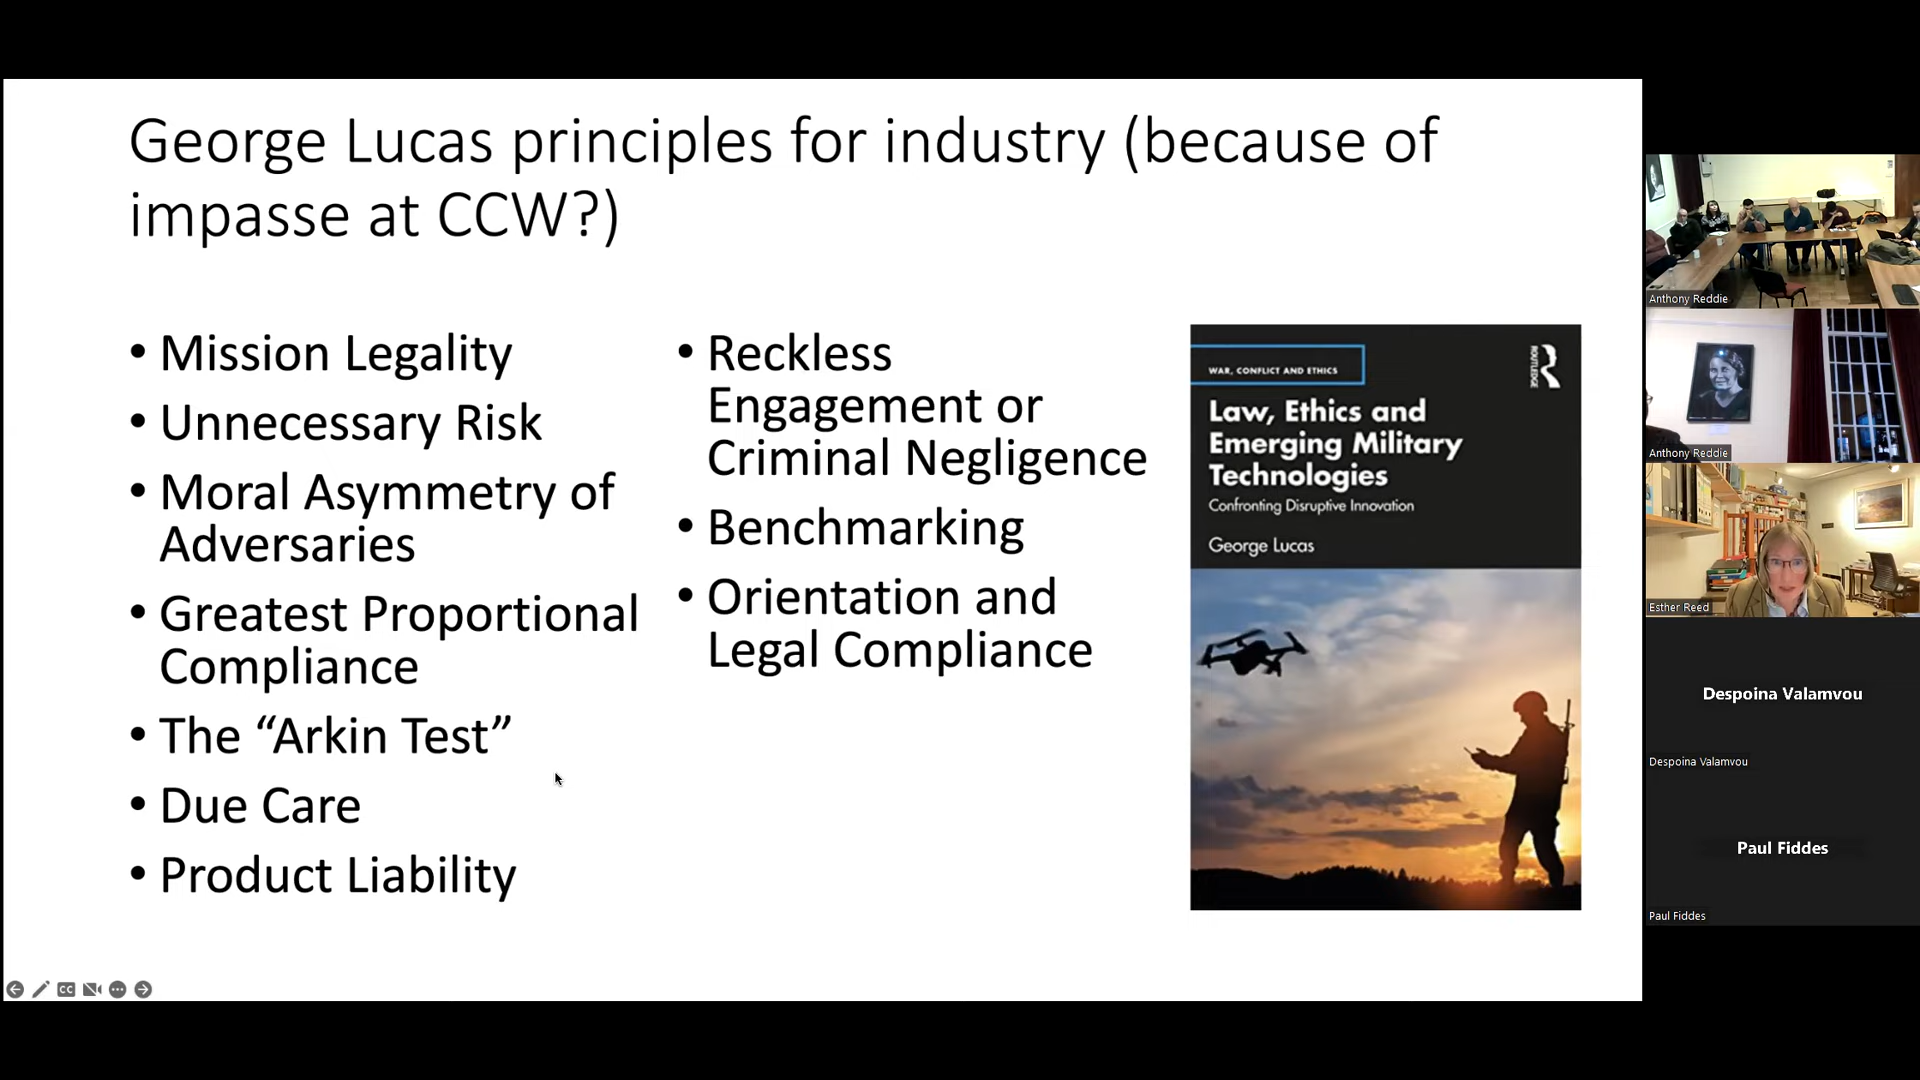 George Lucas principles for industry (because of
impasse at CCW?)
• Mission Legality
• Unnecessary Risk
• Moral Asymmetry of
Adversaries
• Greatest Proportional
Compliance
• The “Arkin Test”
• Due Care
• Product Liability
• Reckless
Engagement or
Criminal Negligence
• Benchmarking
• Orientation and
Legal Compliance
WAR, CONFLICT AND ETHICS
ROUTLEDGE
Law, Ethics and
Emerging Military
Technologies
Confronting Disruptive Innovation
George Lucas
CC
Anthony Reddie
Anthony Reddie
Esther Reed
Despoina Valamvou
Despoina Valamvou
Paul Fiddes
Paul Fiddes